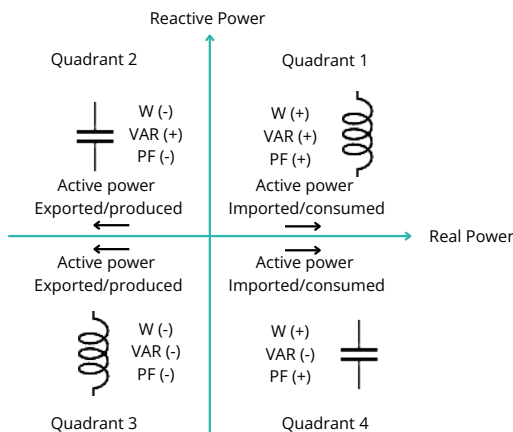 Reactive Power
Quadrant 2
Quadrant 1
W (-)
VAR (+)
PF (-)
W (+)
VAR (+)
PF (+)
Active power
Exported/produced
Active power
Imported/consumed
Real Power
Active power
Exported/produced
Active power
Imported/consumed
W (-)
VAR (-)
PF (-)
W (+)
VAR (-)
PF (+)
Quadrant 3
Quadrant 4